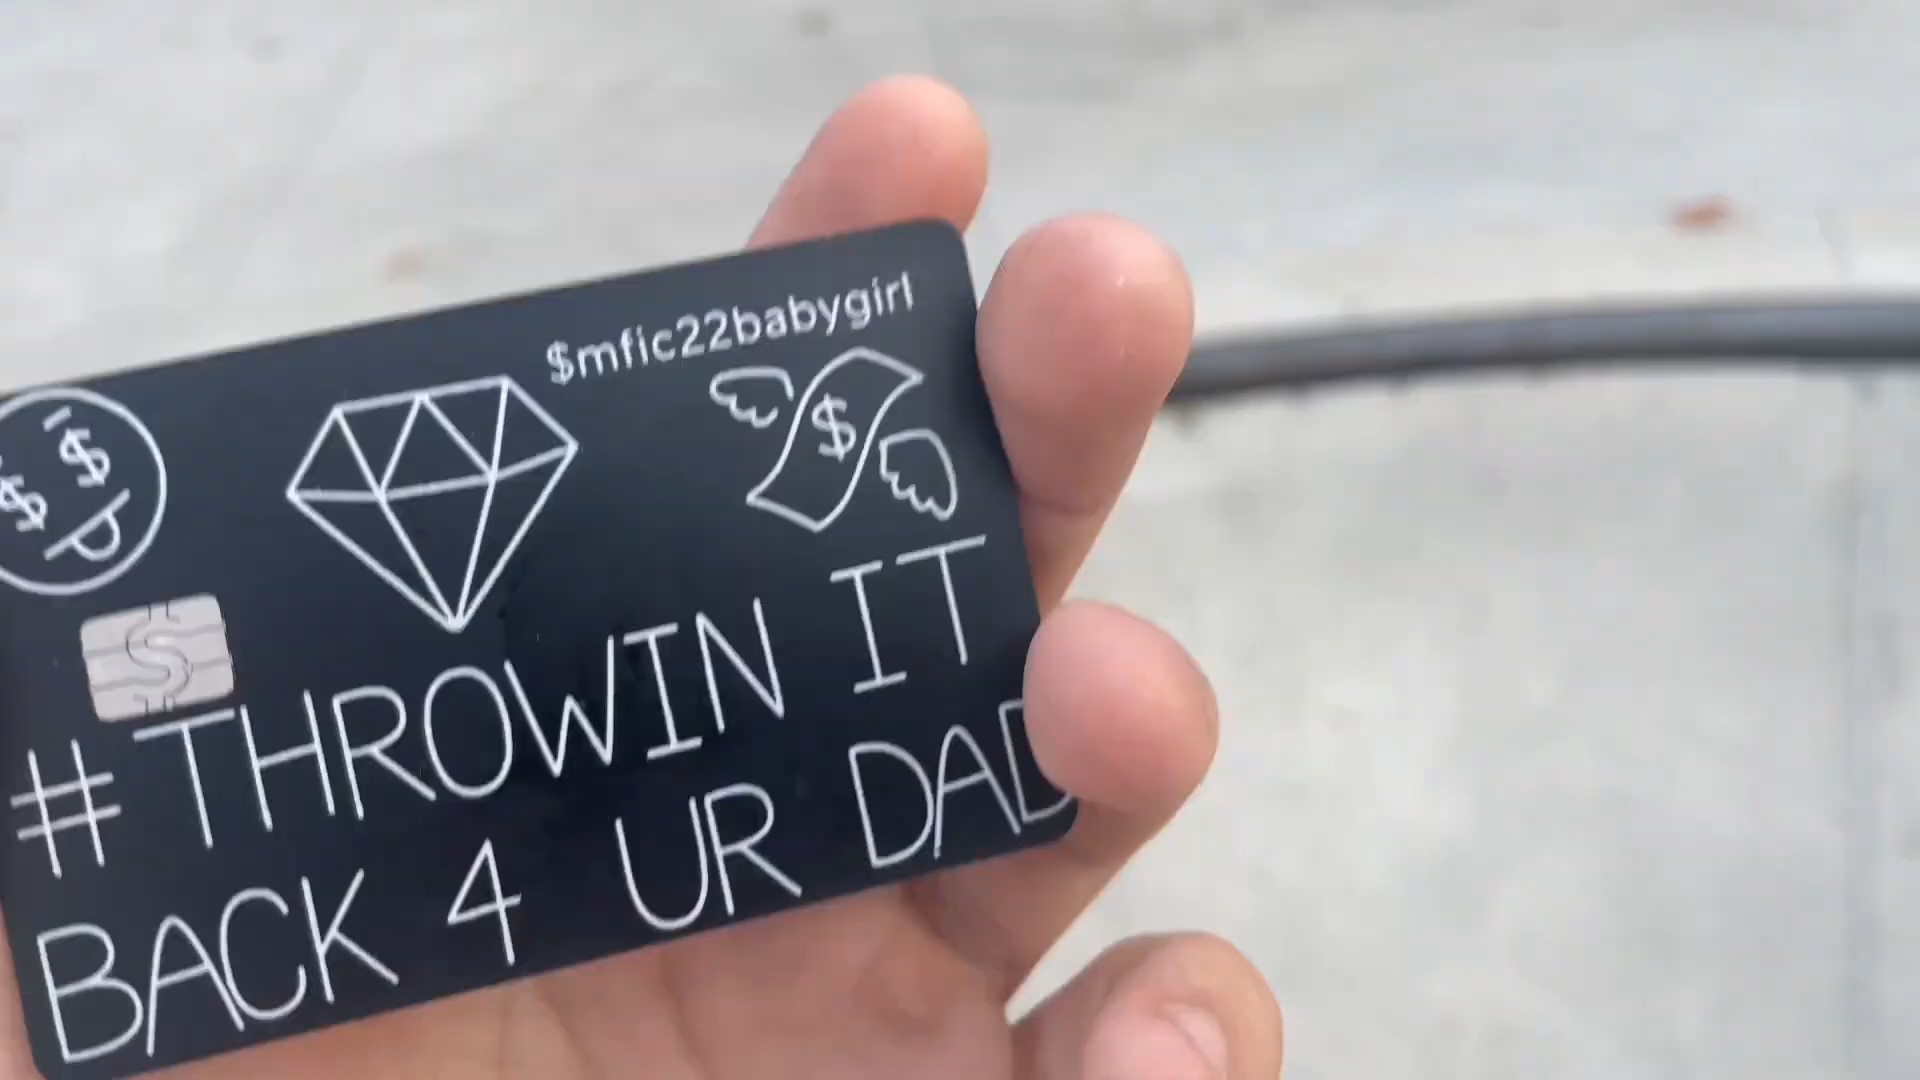 $mfic22babygirl
$ $
$
$
#THROWIN IT
BACK 4 UR DAD